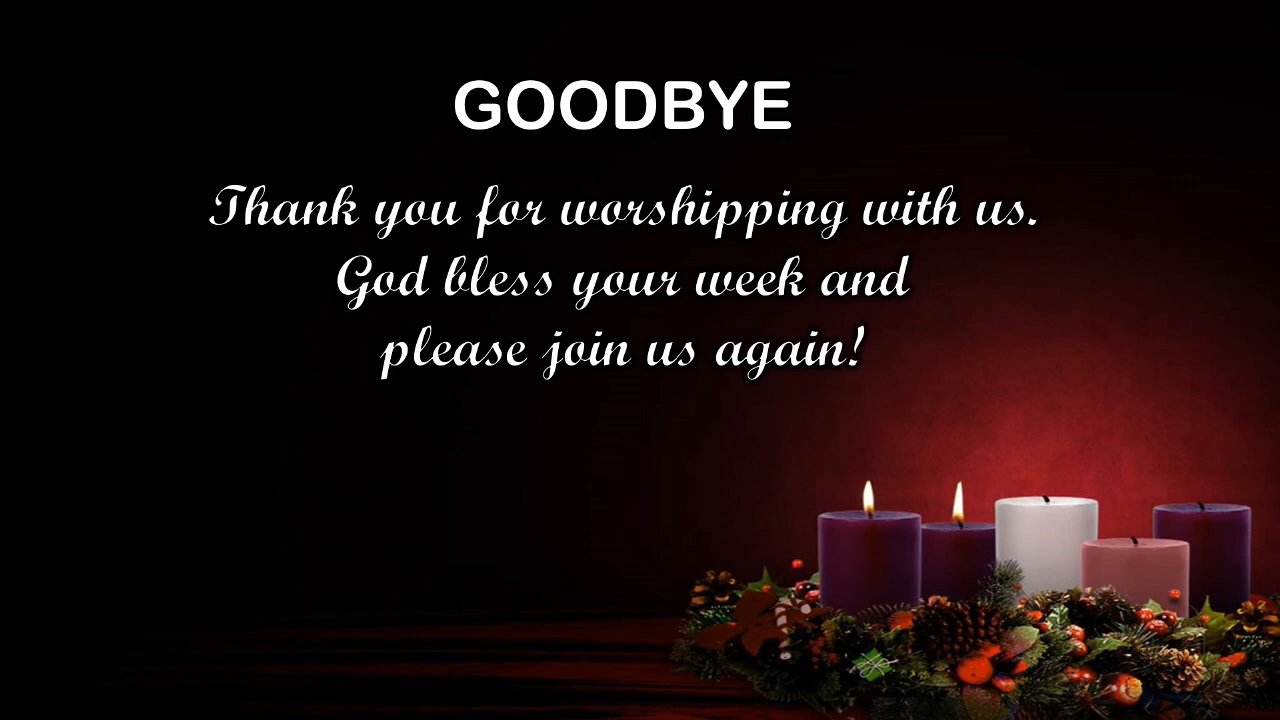 GOODBYE
Thank you for worshipping with us.
God bless your week and
please join us again!